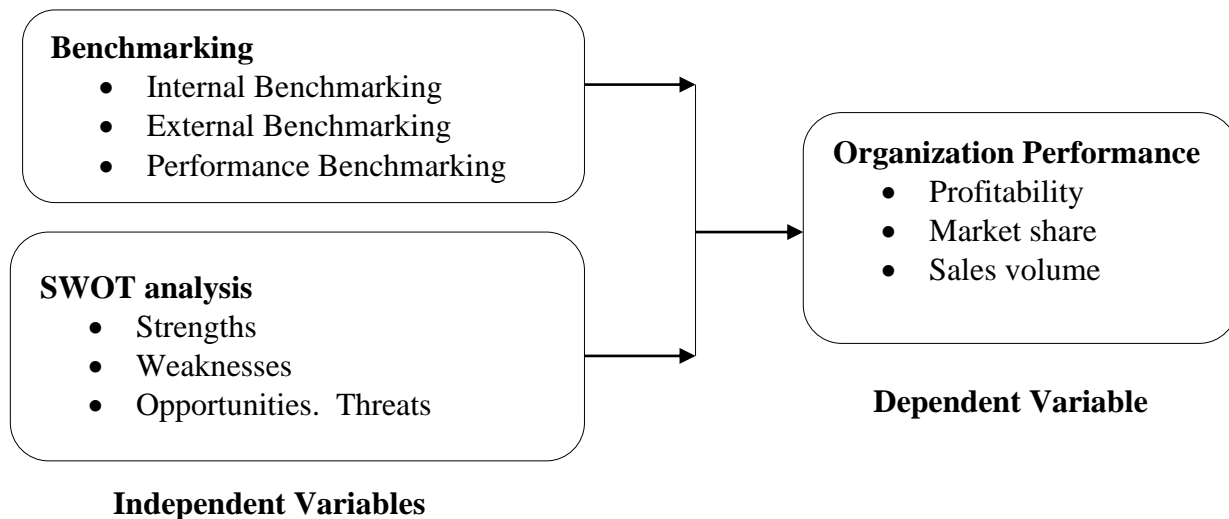 Benchmarking
• Internal Benchmarking
• External Benchmarking
• Performance Benchmarking
SWOT analysis
• Strengths
• Weaknesses
• Opportunities.  Threats
Independent Variables
Organization Performance
• Profitability
• Market share
• Sales volume
Dependent Variable